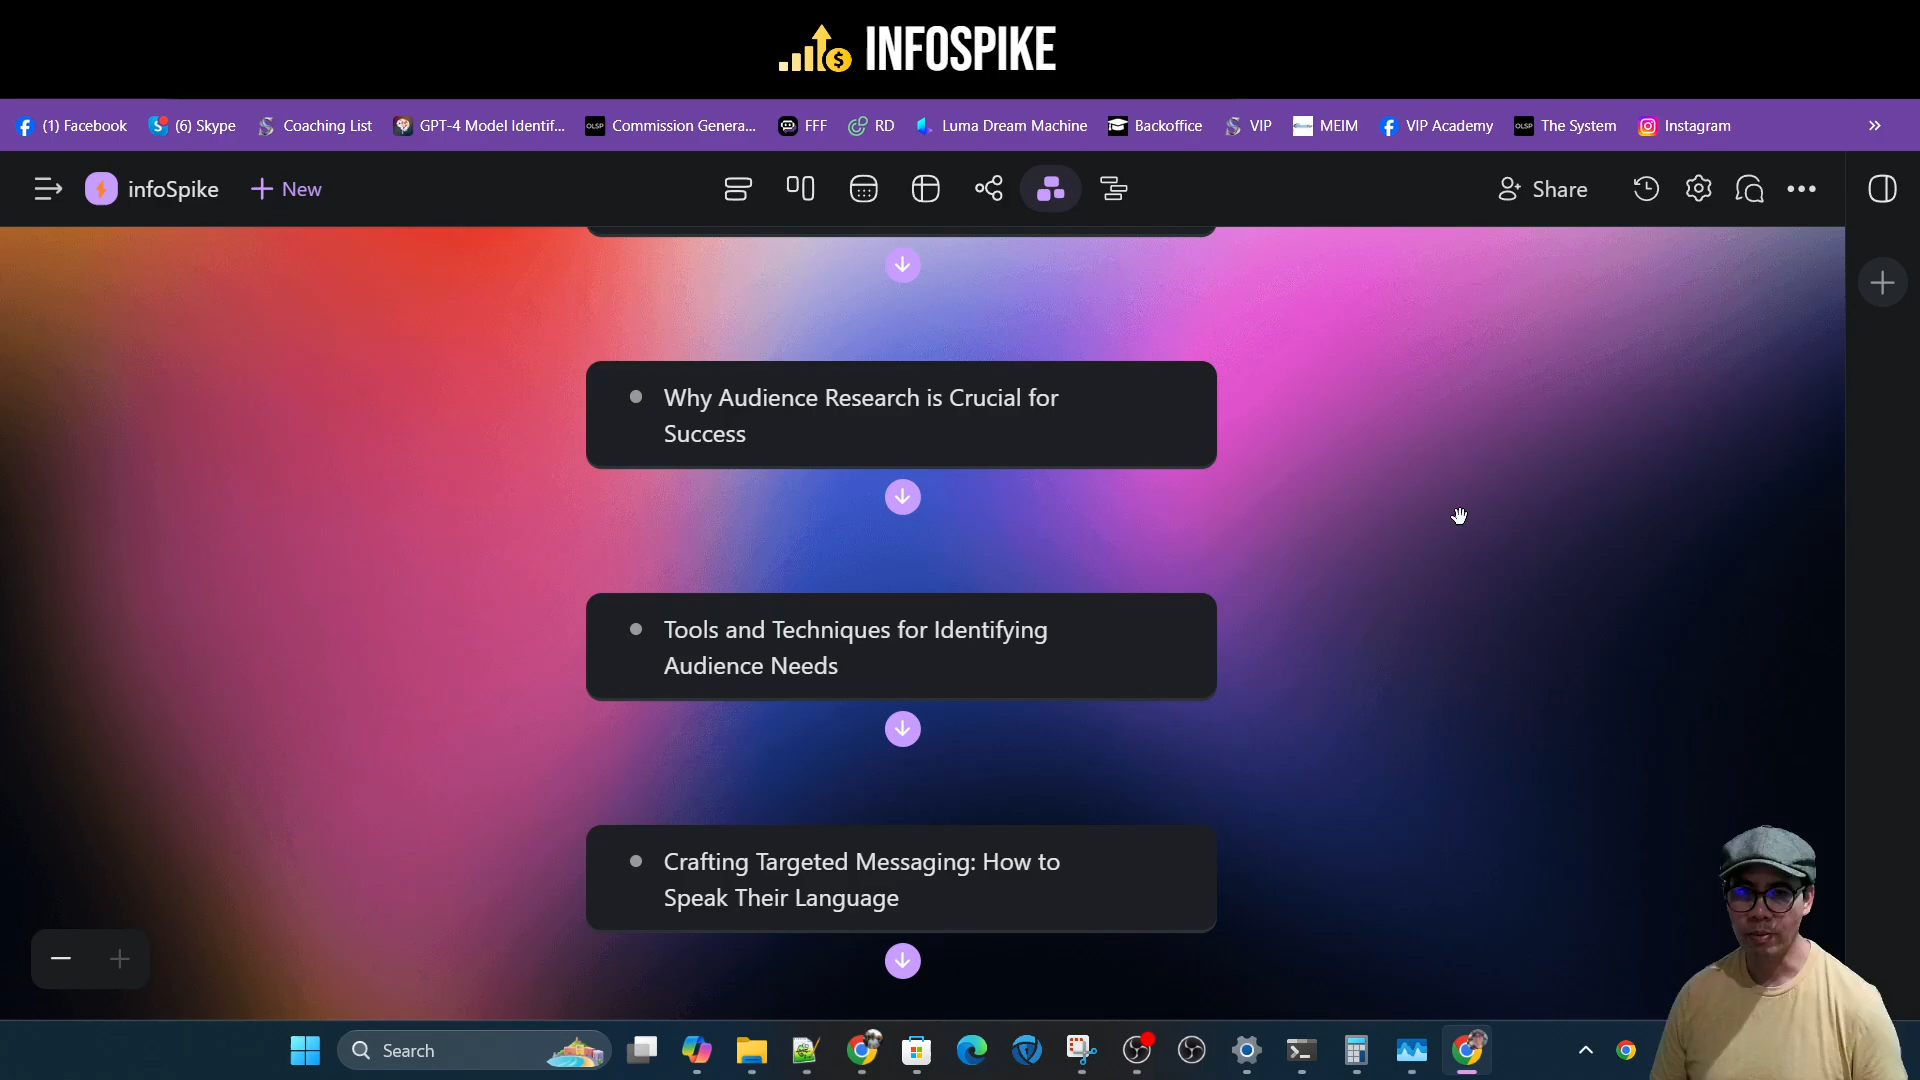 INFOSPIKE
(1) Facebook
(6) Skype
Coaching List
GPT-4 Model Identif...
Commission Genera...
FFF
RD
Luma Dream Machine
Backoffice
VIP
MEIM
VIP Academy
The System
Instagram
infoSpike
New
Share
Why Audience Research is Crucial for
Success
Tools and Techniques for Identifying
Audience Needs
Crafting Targeted Messaging: How to
Speak Their Language
Search